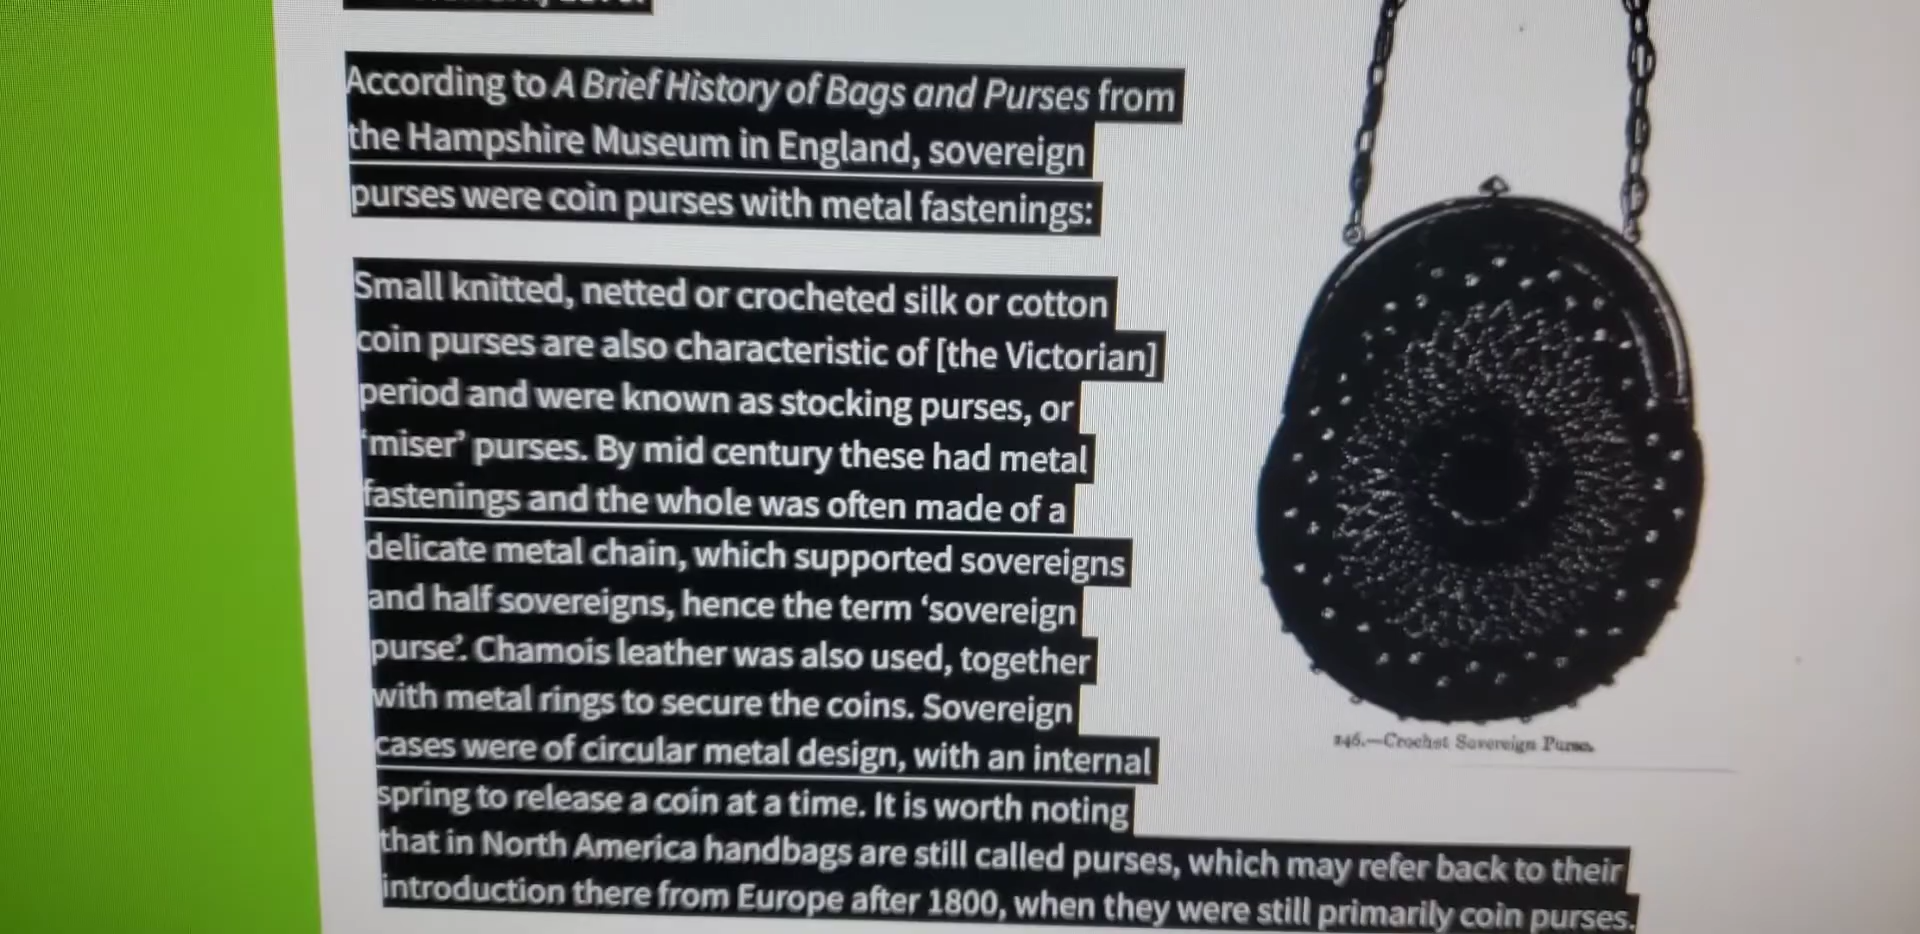 According to A Brief History of Bags and Purses from
the Hampshire Museum in England, sovereign
purses were coin purses with metal fastenings:
Small knitted, netted or crocheted silk or cotton
coin purses are also characteristic of [the Victorian]
period and were known as stocking purses, or
‘miser’ purses. By mid century these had metal
fastenings and the whole was often made of a
delicate metal chain, which supported sovereigns
and half sovereigns, hence the term ‘sovereign
purse’. Chamois leather was also used, together
with metal rings to secure the coins. Sovereign
cases were of circular metal design, with an internal
spring to release a coin at a time. It is worth noting
that in North America handbags are still called purses, which may refer back to their
introduction there from Europe after 1800, when they were still primarily coin purses.
246.—Crochet Sovereign Purse.